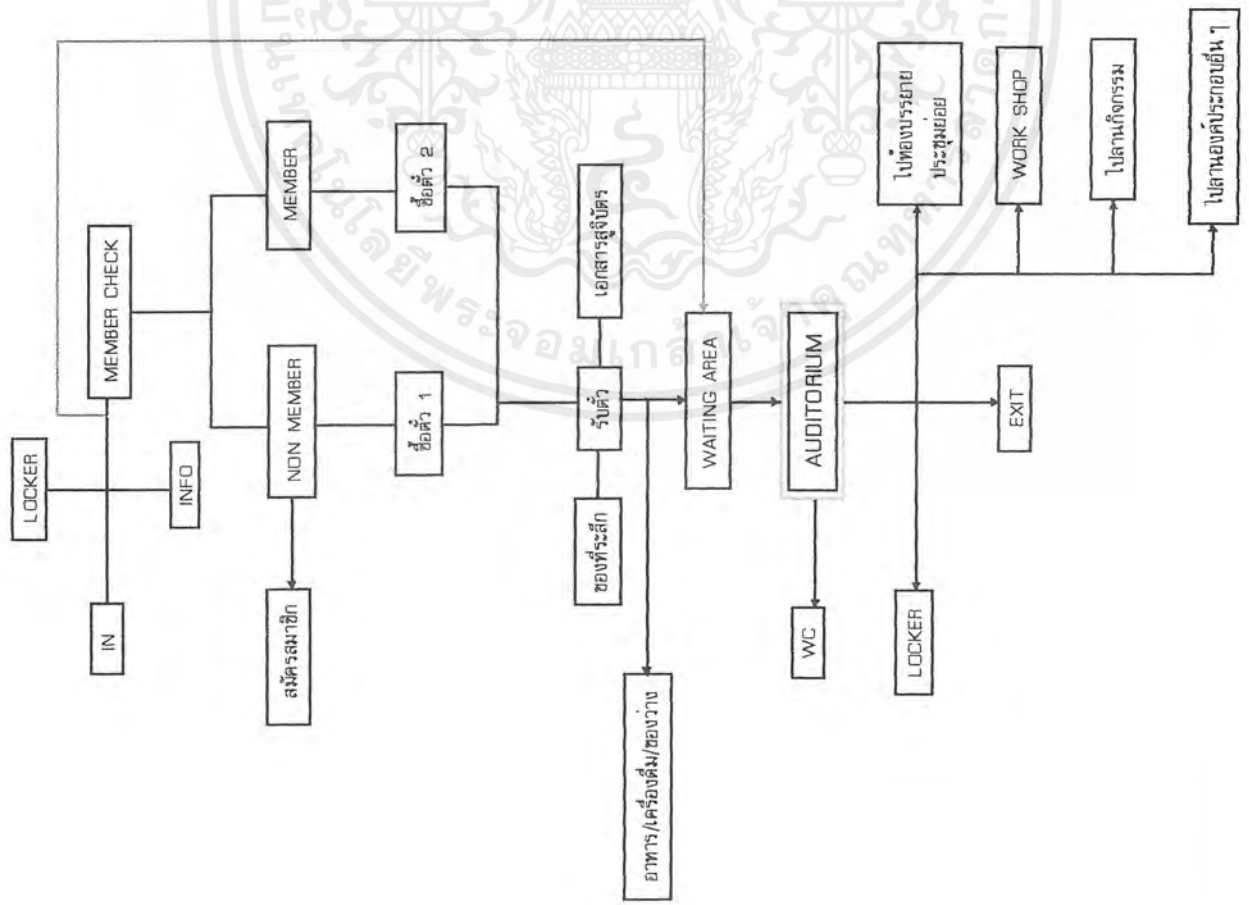 LOCKER
IN
INFO
MEMBER CHECK
สมัครสมาชิก
NON MEMBER
MEMBER
ซื้อตั๋ว 1
ซื้อตั๋ว 2
ของที่ระลึก
รับตั๋ว
เอกสารสูจิบัตร
อาหาร/เครื่องดื่ม/ของว่าง
WAITING AREA
WC
AUDITORIUM
LOCKER
EXIT
ไปห้องบรรยาย
ประชุมย่อย
WORK SHOP
ไปลานกิจกรรม
ไปลานองค์ประกอบอื่น ๆ